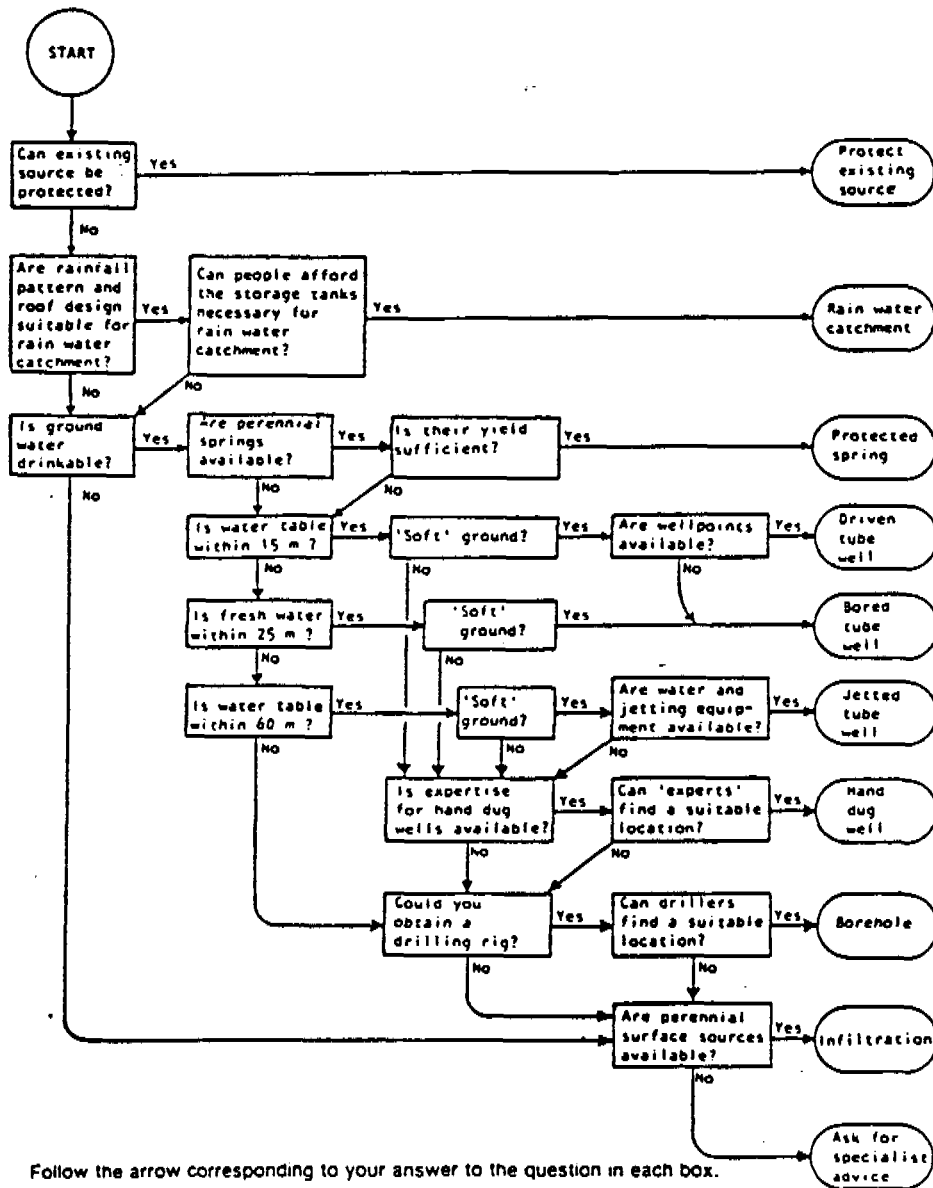 START
Can existing
source be
protected?
Yes
Protect
existing
source
No
Are rainfall
pattern and
roof design
suitable for
rain water
catchment?
Yes
Can people afford
the storage tanks
necessary for
rain water
catchment?
Yes
Rain water
catchment
No
No
Is ground
water
drinkable?
Yes
Are perennial
springs
available?
Yes
Is their yield
sufficient?
Yes
Protected
spring
No
No
No
Is water table
within 15 m ?
Yes
'Soft' ground?
Yes
Are wellpoints
available?
Yes
Driven
tube
well
No
No
No
Is fresh water
within 25 m ?
Yes
'Soft'
ground?
Yes
Bored
tube
well
No
No
Is water table
within 60 m ?
Yes
'Soft'
ground?
Yes
Are water and
jetting equip-
ment available?
Yes
Jetted
tube
well
No
No
No
Is expertise
for hand dug
wells available?
Yes
Can 'experts'
find a suitable
location?
Yes
Hand
dug
well
No
No
Could you
obtain a
drilling rig?
Yes
Can drillers
find a suitable
location?
Yes
Borehole
No
No
Are perennial
surface sources
available?
Yes
Infiltration
No
Ask for
specialist
advice
Follow the arrow corresponding to your answer to the question in each box.